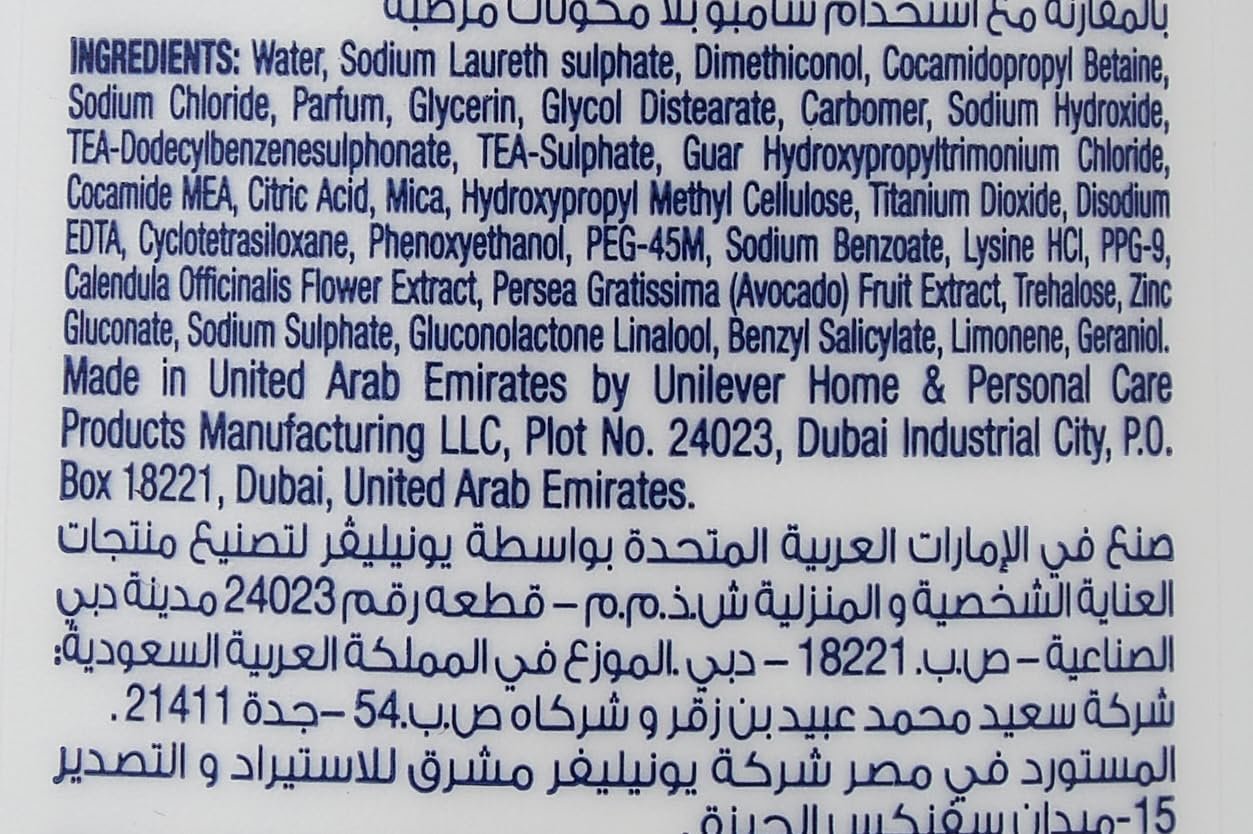 بالمقارنة مع استخدام شامبو بلا مكونات مرطبة
INGREDIENTS: Water, Sodium Laureth sulphate, Dimethiconol, Cocamidopropyl Betaine,
Sodium Chloride, Parfum, Glycerin, Glycol Distearate, Carbomer, Sodium Hydroxide,
TEA-Dodecylbenzenesulphonate, TEA-Sulphate, Guar Hydroxypropyltrimonium Chloride,
Cocamide MEA, Citric Acid, Mica, Hydroxypropyl Methyl Cellulose, Titanium Dioxide, Disodium
EDTA, Cyclotetrasiloxane, Phenoxyethanol, PEG-45M, Sodium Benzoate, Lysine HCl, PPG-9,
Calendula Officinalis Flower Extract, Persea Gratissima (Avocado) Fruit Extract, Trehalose, Zinc
Gluconate, Sodium Sulphate, Gluconolactone Linalool, Benzyl Salicylate, Limonene, Geraniol.
Made in United Arab Emirates by Unilever Home & Personal Care
Products Manufacturing LLC, Plot No. 24023, Dubai Industrial City, P.O.
Box 18221, Dubai, United Arab Emirates.
صنع في الإمارات العربية المتحدة بواسطة يونيليڤر لتصنيع منتجات
العناية الشخصية و المنزلية ش.ذ.م.م – قطعه رقم 24023 مدينة دبي
الصناعية – ص.ب. 18221 – دبي .الموزع في المملكة العربية السعودية:
شركة سعيد محمد عبيد بن زقر و شركاه ص.ب.54 – جدة 21411 .
المستورد في مصر شركة يونيليفر مشرق للاستيراد و التصدير
15-ميدان سفنكس الجيزة.